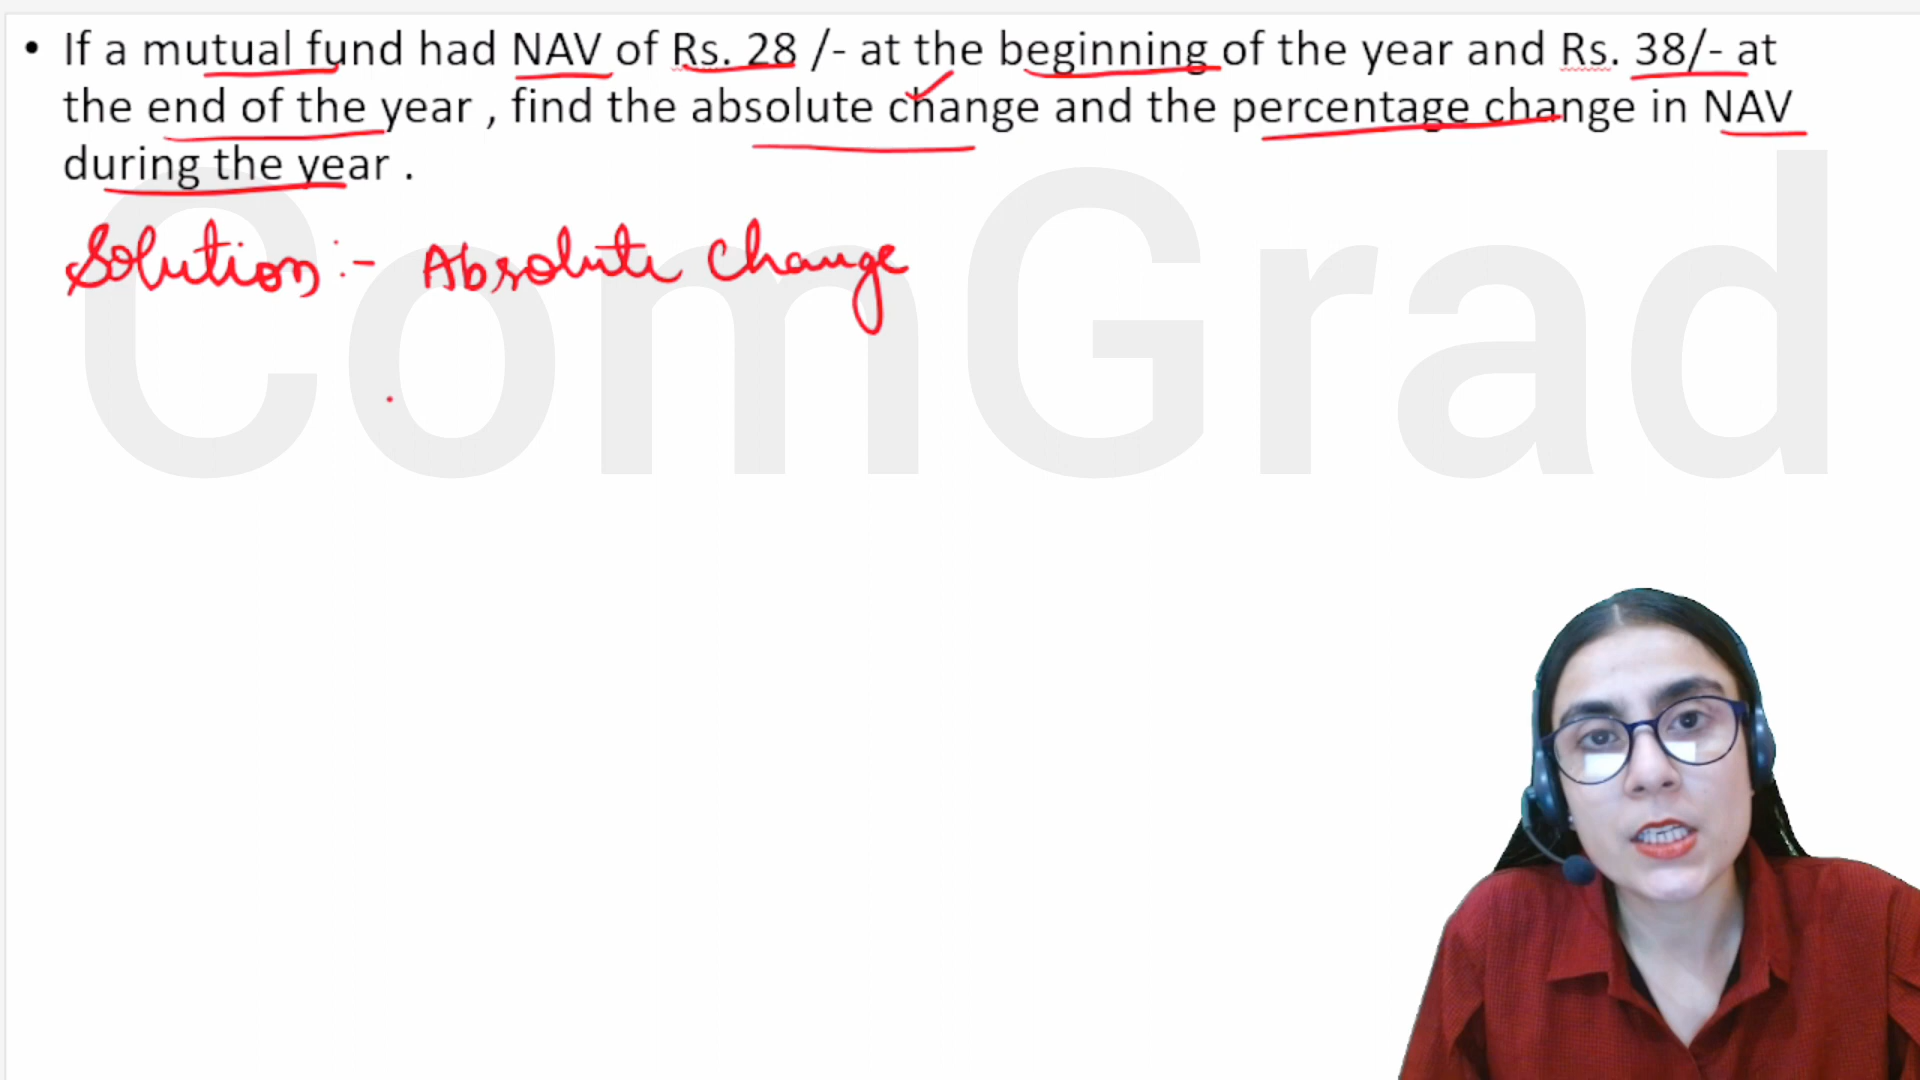 • If a mutual fund had NAV of Rs. 28 /- at the beginning of the year and Rs. 38/- at
the end of the year , find the absolute change and the percentage change in NAV
during the year .
Solution :- Absolute change
ComGrad